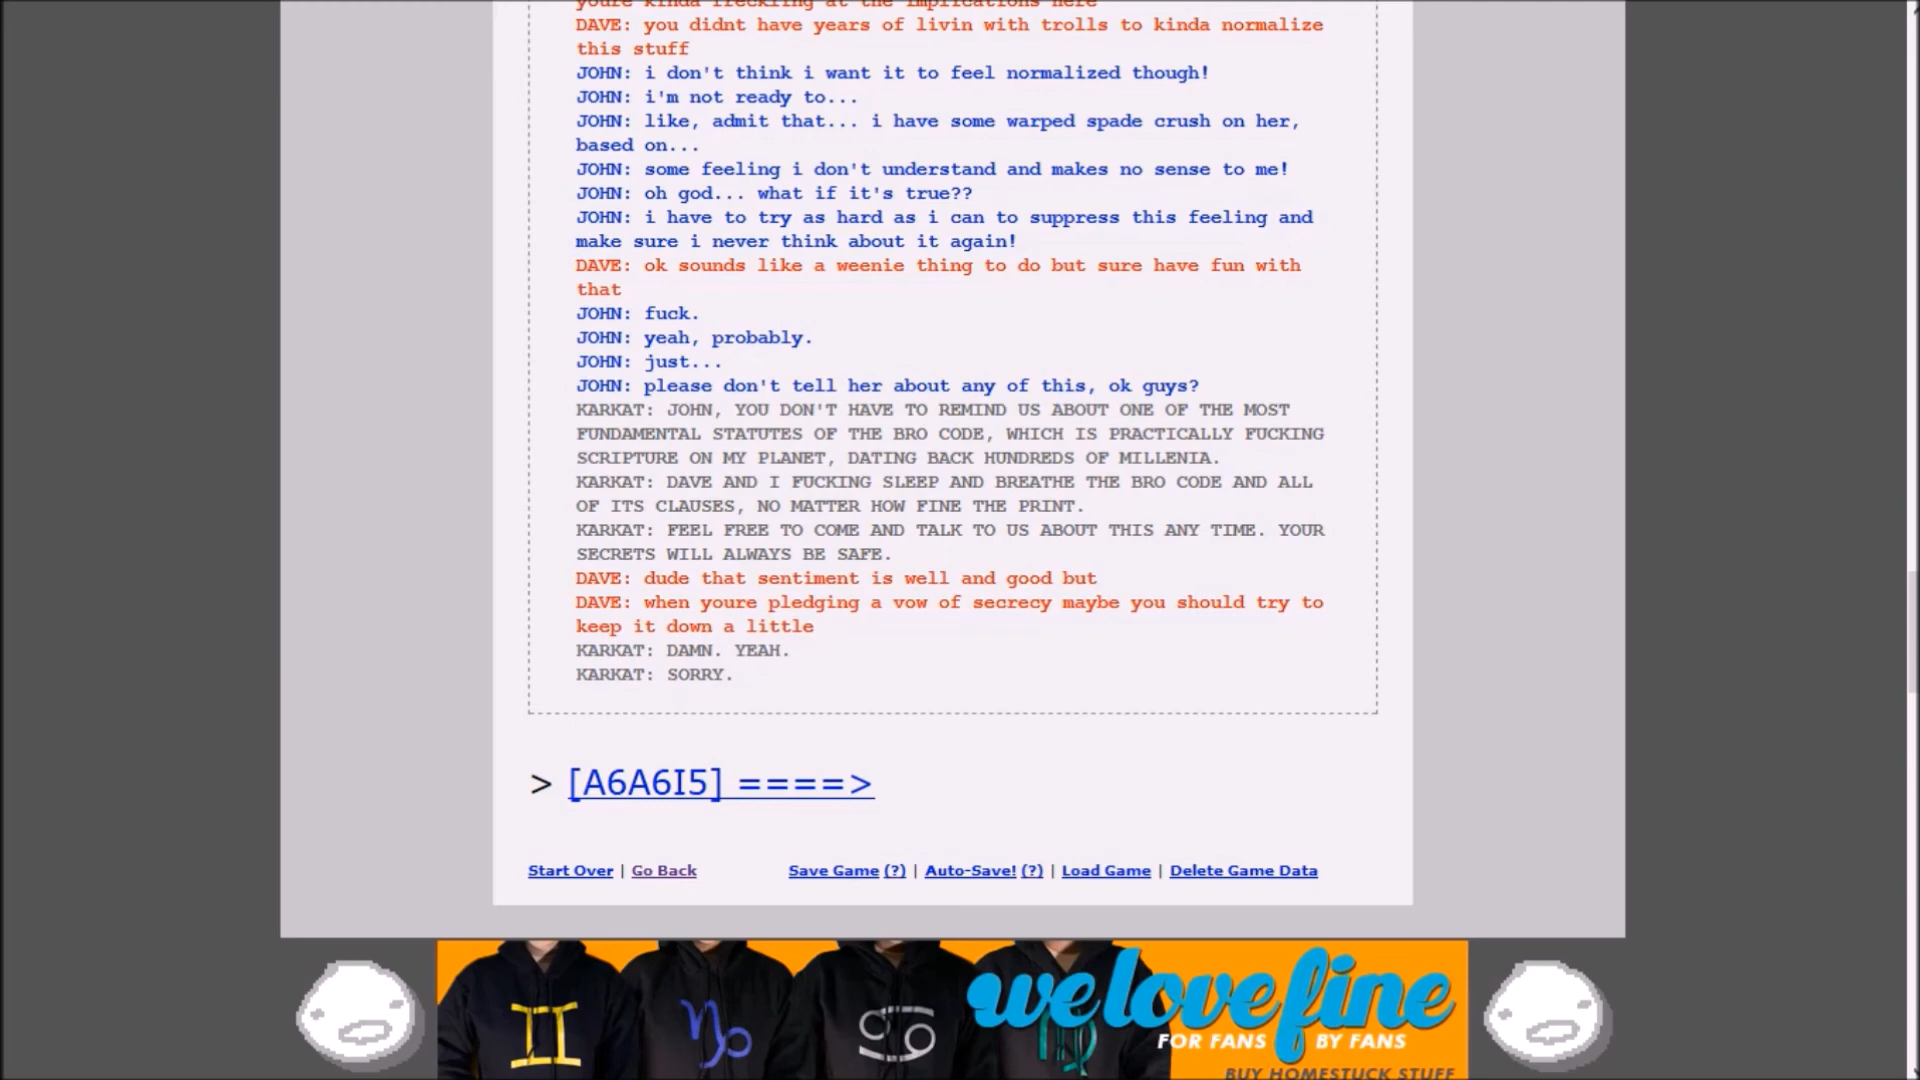 youre kinda freckling at the implications here
DAVE: you didnt have years of livin with trolls to kinda normalize
this stuff
JOHN: i don't think i want it to feel normalized though!
JOHN: i'm not ready to...
JOHN: like, admit that... i have some warped spade crush on her,
based on...
JOHN: some feeling i don't understand and makes no sense to me!
JOHN: oh god... what if it's true??
JOHN: i have to try as hard as i can to suppress this feeling and
make sure i never think about it again!
DAVE: ok sounds like a weenie thing to do but sure have fun with
that
JOHN: fuck.
JOHN: yeah, probably.
JOHN: just...
JOHN: please don't tell her about any of this, ok guys?
KARKAT: JOHN, YOU DON'T HAVE TO REMIND US ABOUT ONE OF THE MOST
FUNDAMENTAL STATUTES OF THE BRO CODE, WHICH IS PRACTICALLY FUCKING
SCRIPTURE ON MY PLANET, DATING BACK HUNDREDS OF MILLENIA.
KARKAT: DAVE AND I FUCKING SLEEP AND BREATHE THE BRO CODE AND ALL
OF ITS CLAUSES, NO MATTER HOW FINE THE PRINT.
KARKAT: FEEL FREE TO COME AND TALK TO US ABOUT THIS ANY TIME. YOUR
SECRETS WILL ALWAYS BE SAFE.
DAVE: dude that sentiment is well and good but
DAVE: when youre pledging a vow of secrecy maybe you should try to
keep it down a little
KARKAT: DAMN. YEAH.
KARKAT: SORRY.
> [A6A6I5] ====>
Start Over | Go Back Save Game (?) | Auto-Save! (?) | Load Game | Delete Game Data
welovefine
FOR FANS BY FANS
BUY HOMESTUCK STUFF